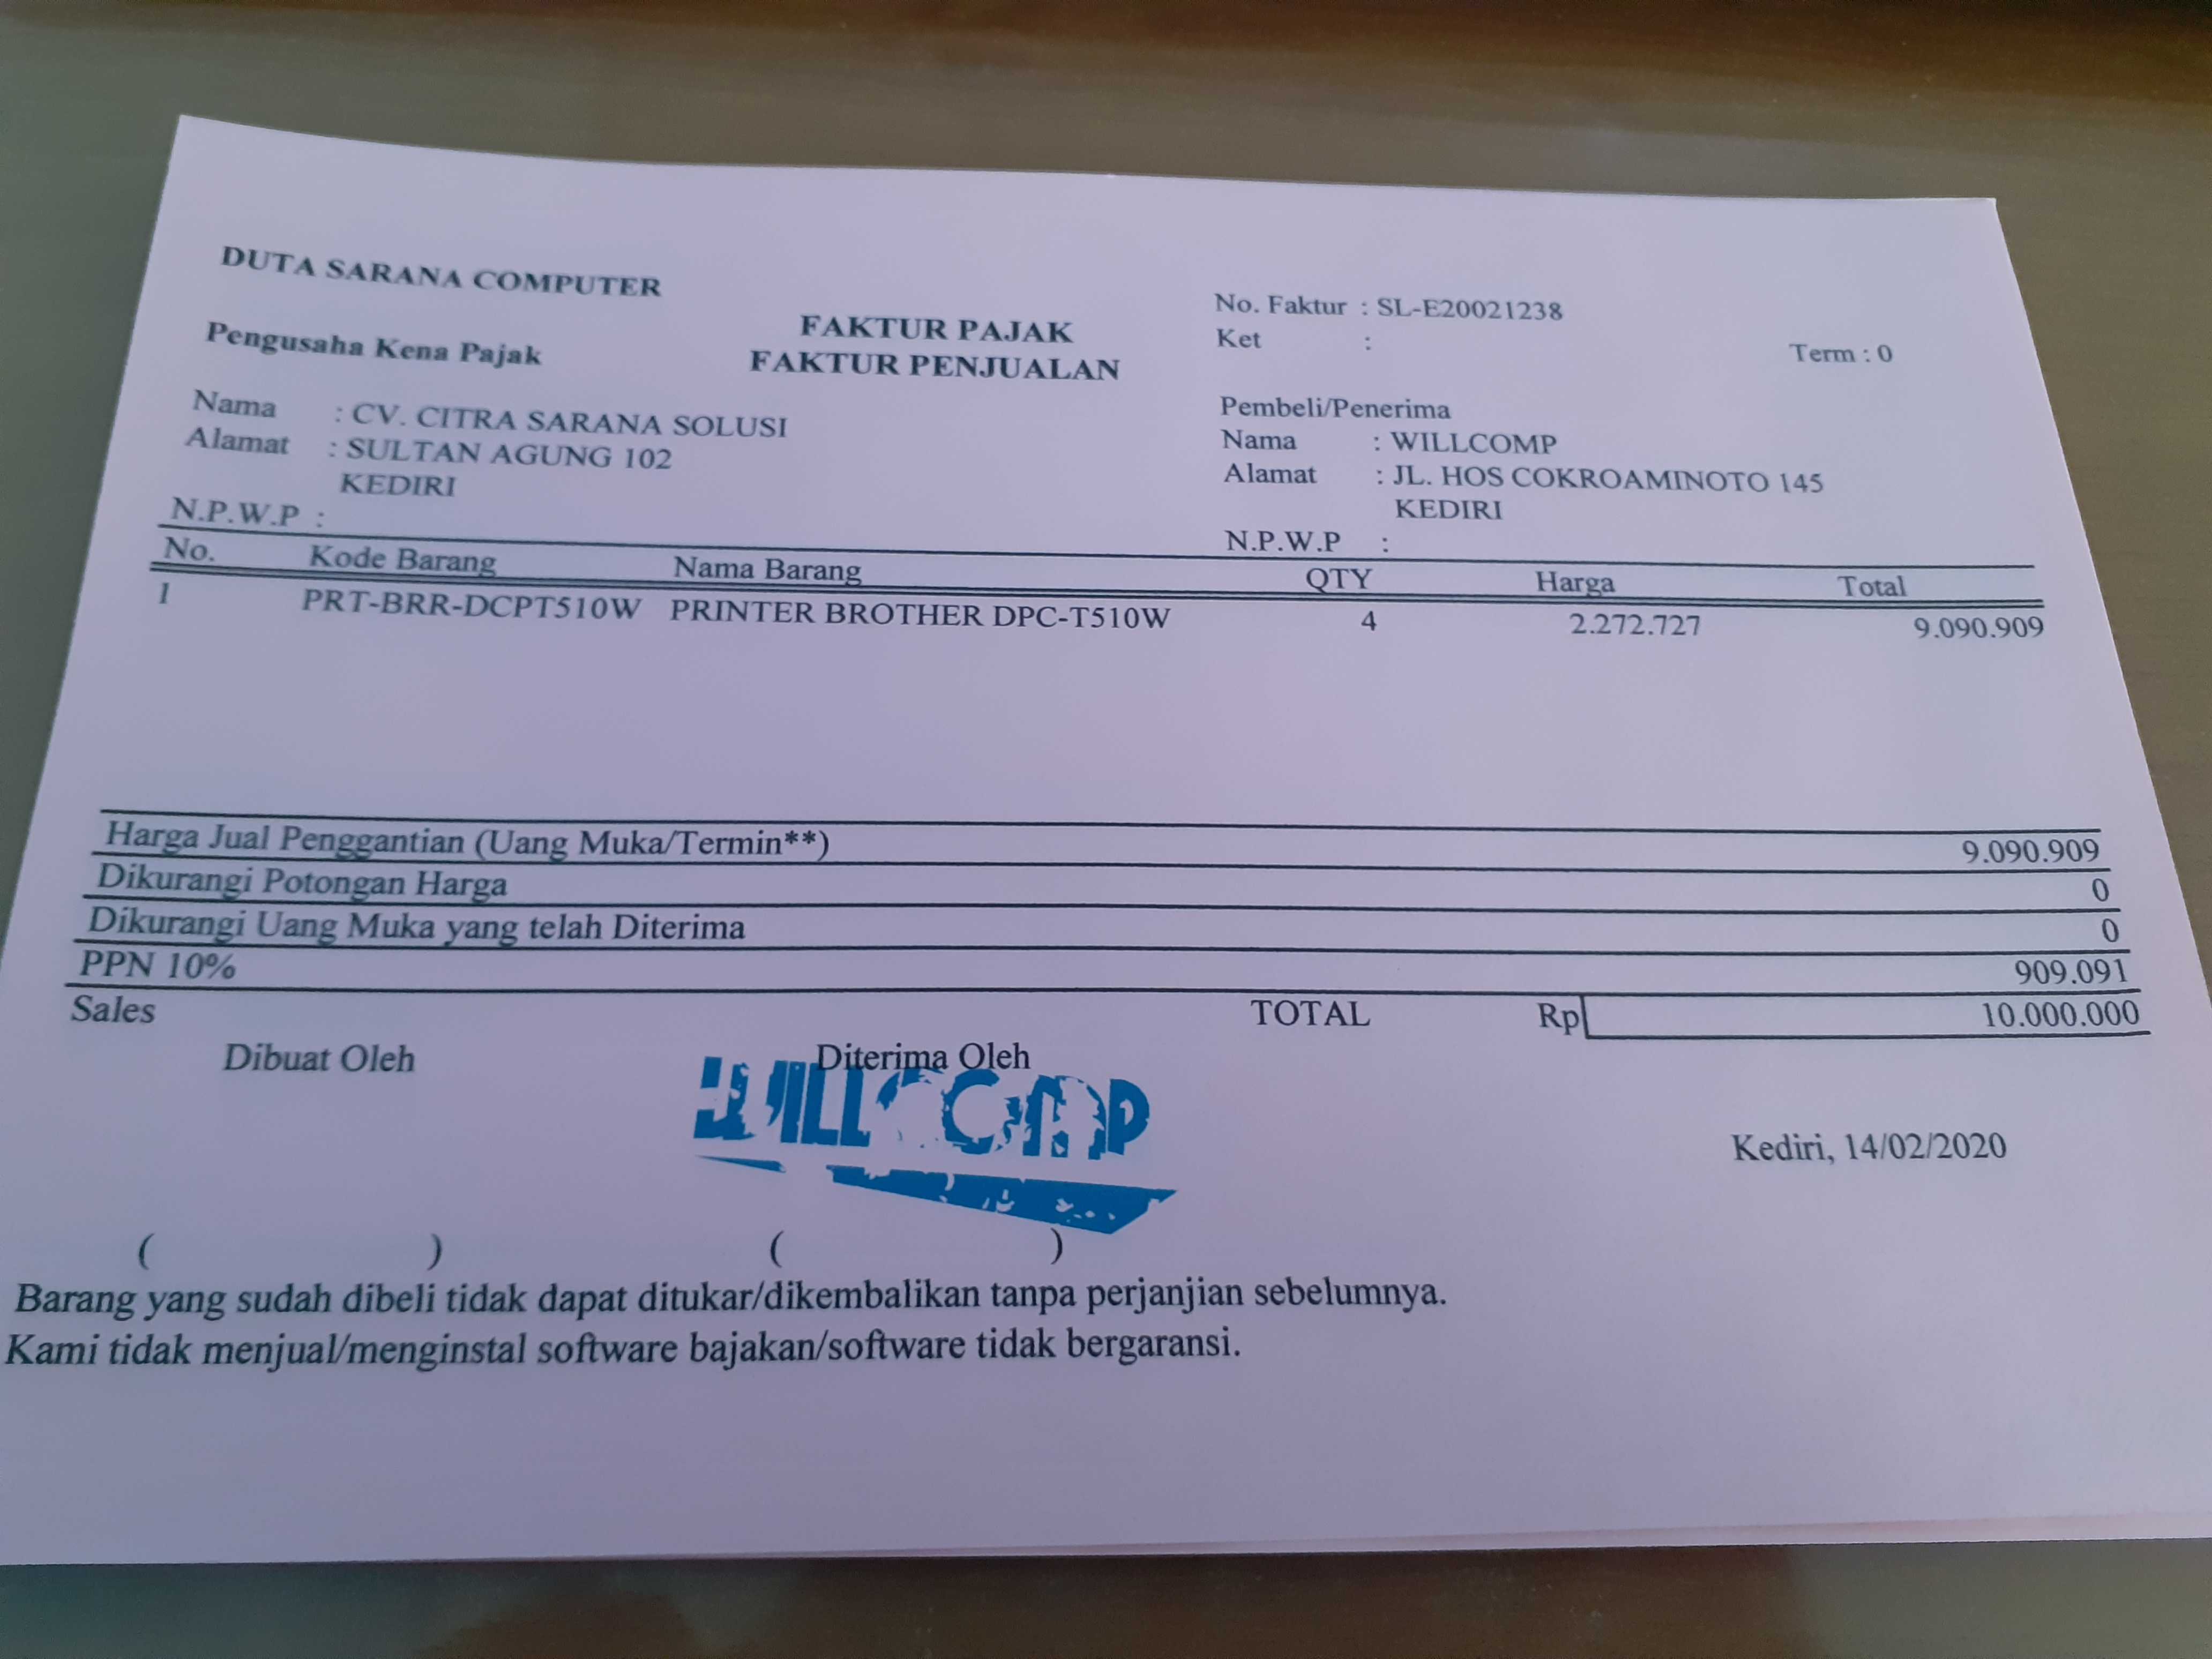 DUTA SARANA COMPUTER
Pengusaha Kena Pajak
FAKTUR PAJAK
FAKTUR PENJUALAN
No. Faktur : SL-E20021238
Ket :
Term : 0
Nama : CV. CITRA SARANA SOLUSI
Alamat : SULTAN AGUNG 102
KEDIRI
N.P.W.P :
Pembeli/Penerima
Nama : WILLCOMP
Alamat : JL. HOS COKROAMINOTO 145
KEDIRI
N.P.W.P :
No. Kode Barang Nama Barang QTY Harga Total
1 PRT-BRR-DCPT510W PRINTER BROTHER DPC-T510W 4 2.272.727 9.090.909
Harga Jual Penggantian (Uang Muka/Termin**) 9.090.909
Dikurangi Potongan Harga 0
Dikurangi Uang Muka yang telah Diterima 0
PPN 10% 909.091
Sales TOTAL Rp 10.000.000
Dibuat Oleh Diterima Oleh
WILLCOMP
Kediri, 14/02/2020
( ) ( )
Barang yang sudah dibeli tidak dapat ditukar/dikembalikan tanpa perjanjian sebelumnya.
Kami tidak menjual/menginstal software bajakan/software tidak bergaransi.